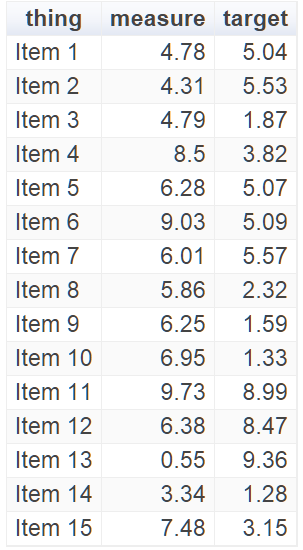 thing measure target
Item 1 4.78 5.04
Item 2 4.31 5.53
Item 3 4.79 1.87
Item 4 8.5 3.82
Item 5 6.28 5.07
Item 6 9.03 5.09
Item 7 6.01 5.57
Item 8 5.86 2.32
Item 9 6.25 1.59
Item 10 6.95 1.33
Item 11 9.73 8.99
Item 12 6.38 8.47
Item 13 0.55 9.36
Item 14 3.34 1.28
Item 15 7.48 3.15